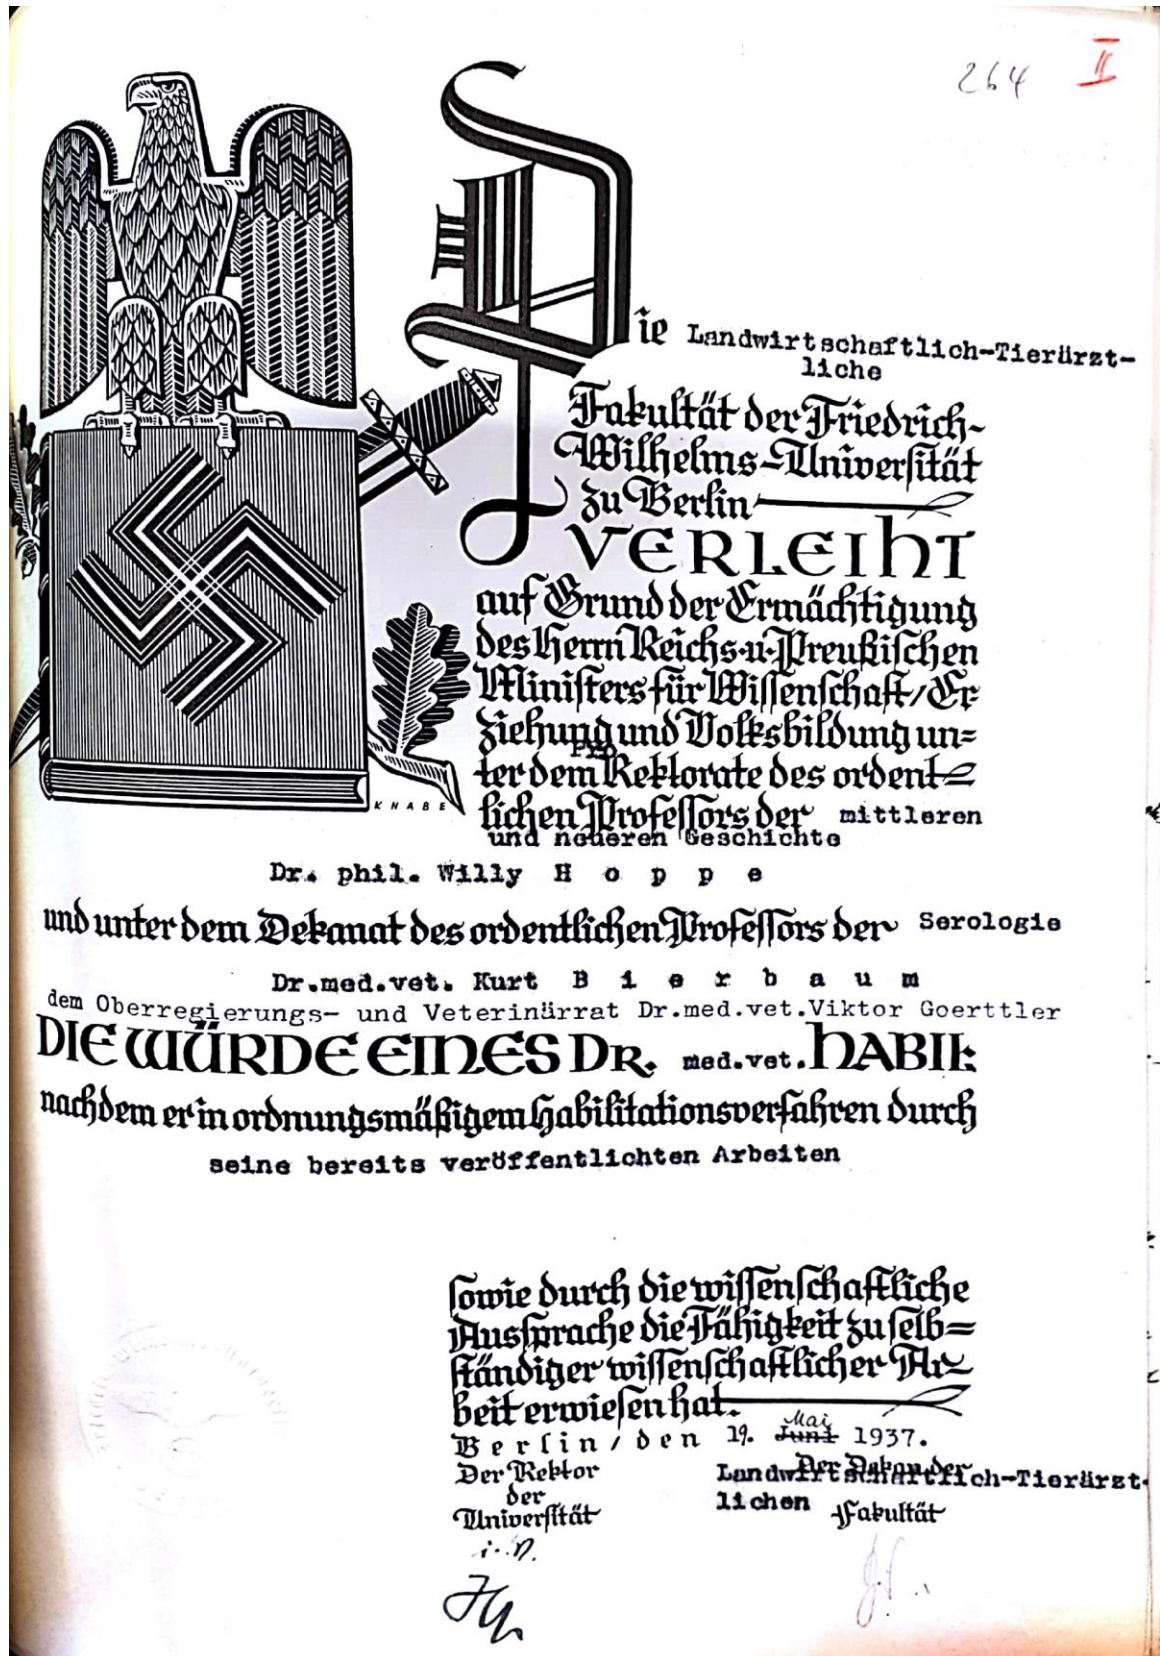 264 II
Die Landwirtschaftlich-Tierärzt-
liche
Fakultät der Friedrich-
Wilhelms-Universität
zu Berlin
VERLEIHT
auf Grund der Ermächtigung
des Herrn Reichs-u. Preußischen
Ministers für Wissenschaft/Er
ziehung und Volksbildung un=
Pro
ter dem Rektorate des ordent=
lichen Professors der mittleren
und neueren Geschichte
KNABE
Dr. phil. Willy H o p p e
und unter dem Dekanat des ordentlichen Professors der Serologie
Dr.med.vet. Kurt B i e r b a u m
dem Oberregierungs- und Veterinärrat Dr.med.vet.Viktor Goerttler
DIE WÜRDE EINES DR. med.vet. HABIL:
nachdem er in ordnungsmäßigem Habilitationsverfahren durch
seine bereits veröffentlichten Arbeiten
sowie durch die wissenschaftliche
Aussprache die Fähigkeit zu selb=
ständiger wissenschaftlicher Ar-
beit erwiesen hat.
Mai
Berlin/den 19. Juni 1937.
Der Rektor
der
Universität
Der Dekan der
Landwirtschaftlich-Tierärzt-
lichen Fakultät
i. V.